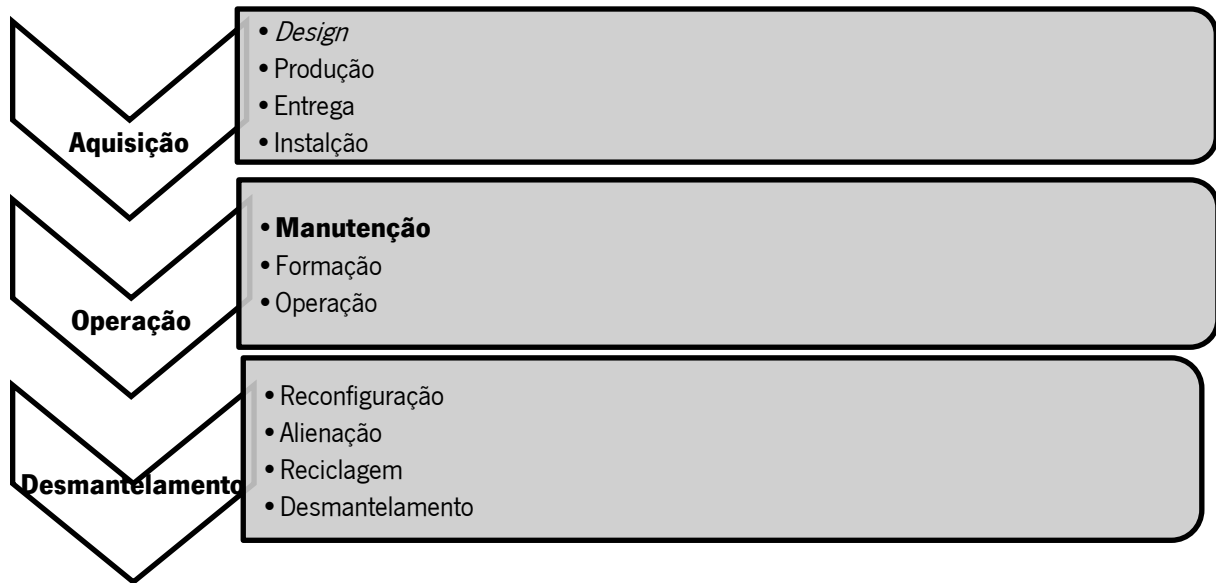 • Design
• Produção
• Entrega
• Instalção
Aquisição
• Manutenção
• Formação
• Operação
Operação
• Reconfiguração
• Alienação
• Reciclagem
• Desmantelamento
Desmantelamento